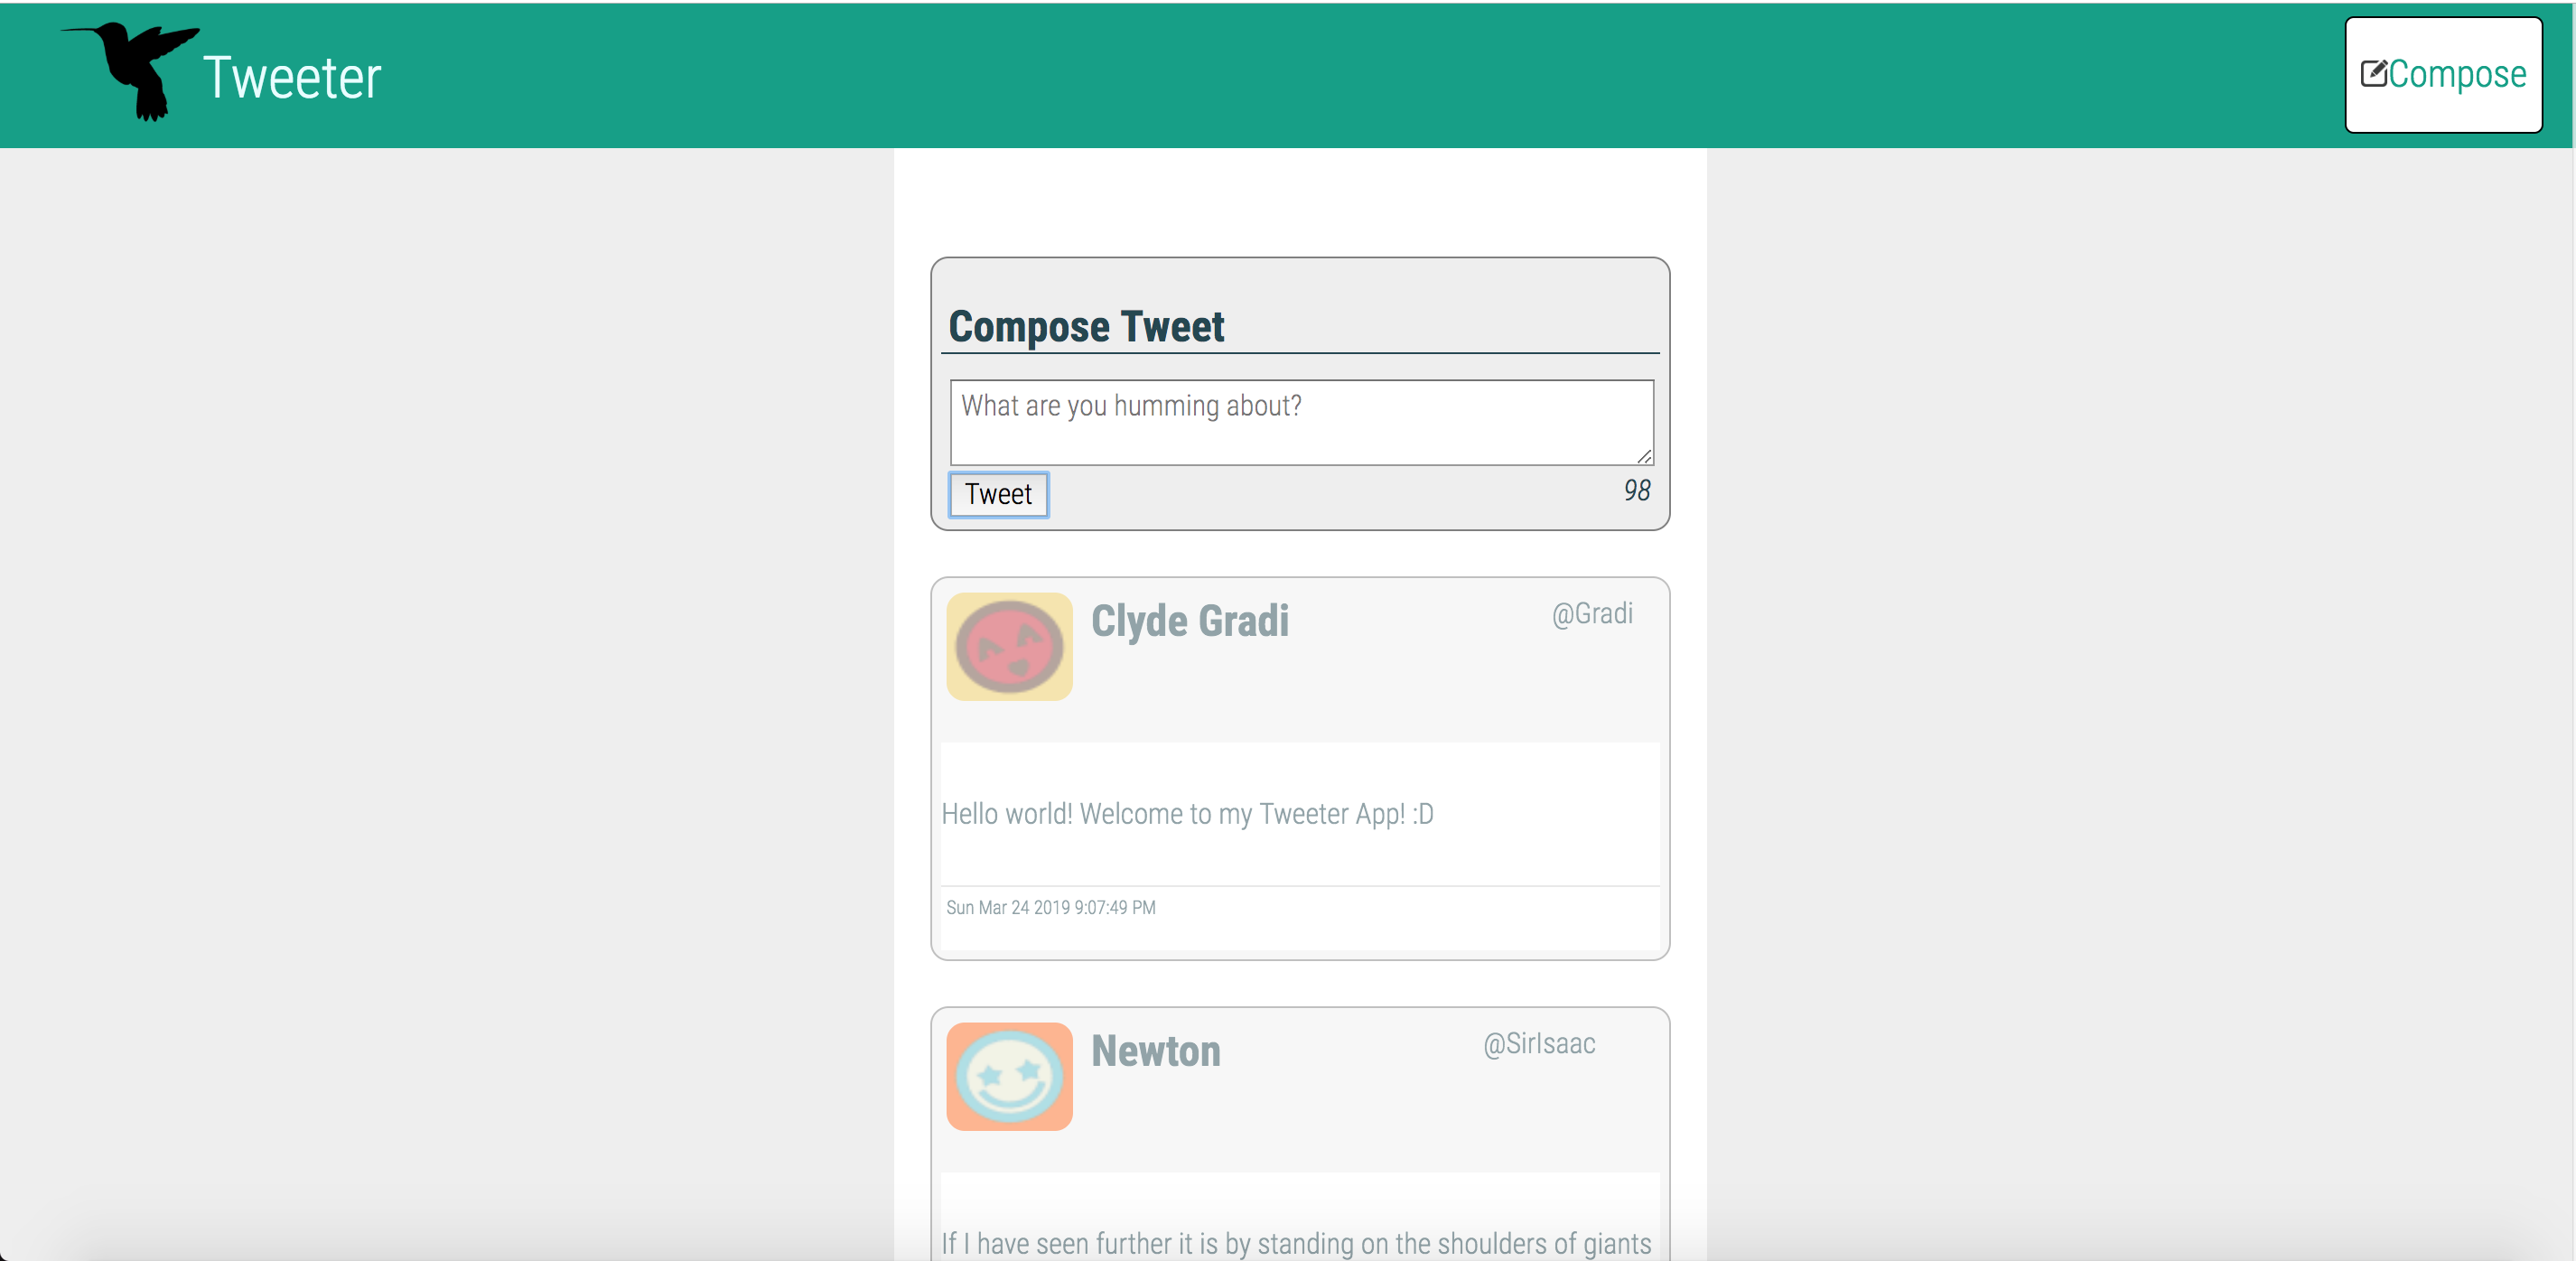 Tweeter
Compose
Compose Tweet
What are you humming about?
Tweet
98
Clyde Gradi
@Gradi
Hello world! Welcome to my Tweeter App! :D
Sun Mar 24 2019 9:07:49 PM
Newton
@SirIsaac
If I have seen further it is by standing on the shoulders of giants